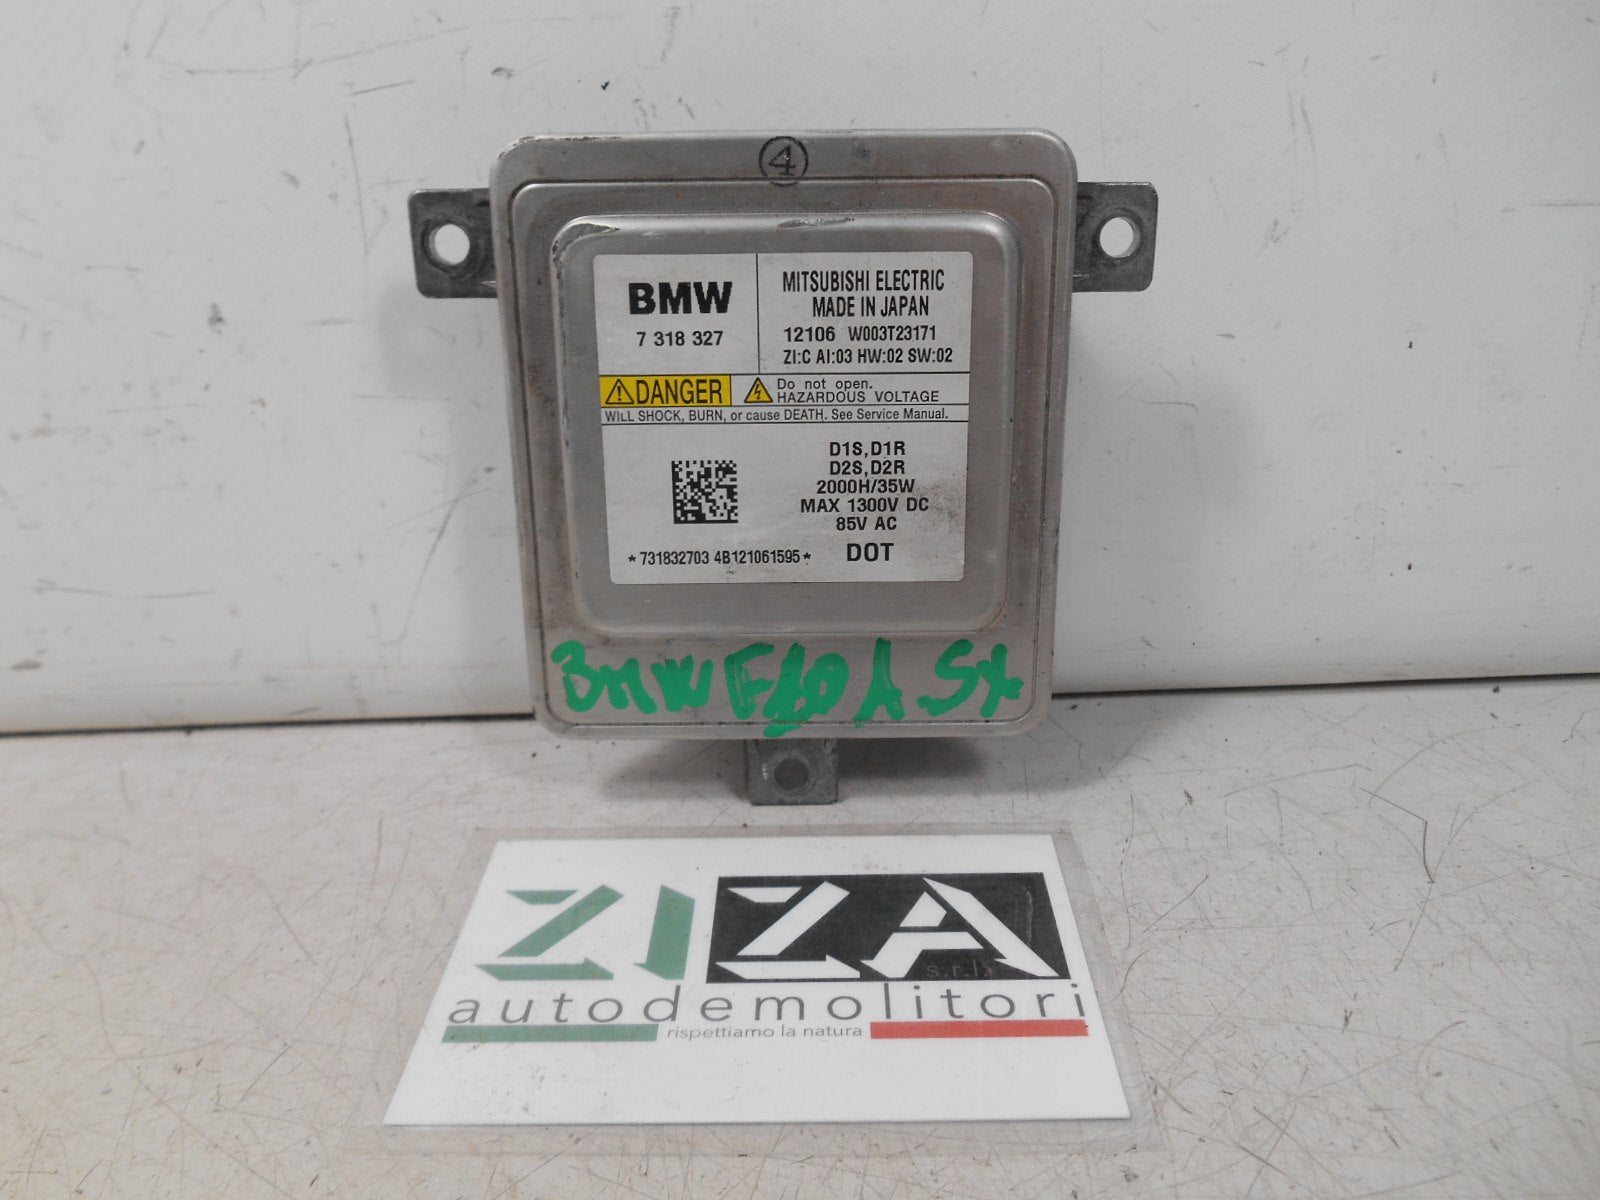 4
BMW
7 318 327
MITSUBISHI ELECTRIC
MADE IN JAPAN
12106 W003T23171
ZI:C AI:03 HW:02 SW:02
DANGER
Do not open.
HAZARDOUS VOLTAGE
WILL SHOCK, BURN, or cause DEATH. See Service Manual.
D1S,D1R
D2S,D2R
2000H/35W
MAX 1300V DC
85V AC
*731832703 4B121061595*
DOT
BMW A SX
ZIZA
s.r.l.
autodemolitori
rispettiamo la natura